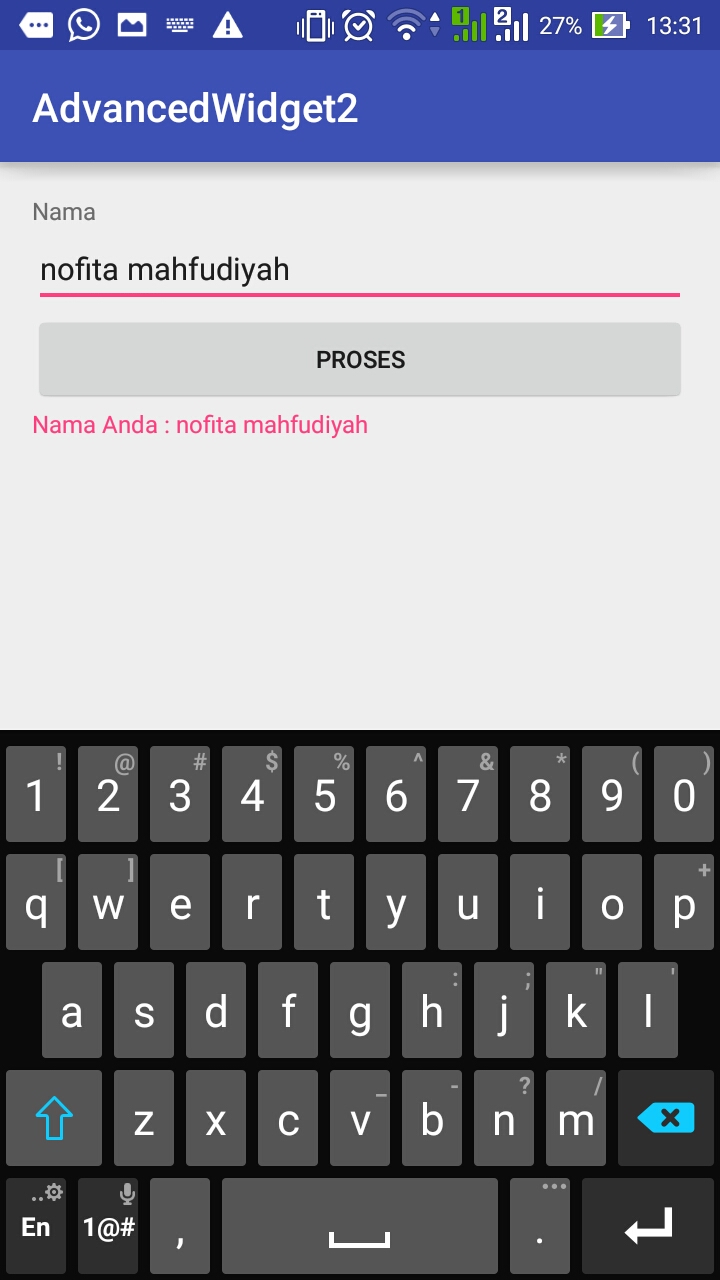 1 2 27% 13:31
AdvancedWidget2
Nama
nofita mahfudiyah
PROSES
Nama Anda : nofita mahfudiyah
! @ # $ % ^ & * ( )
1 2 3 4 5 6 7 8 9 0
[ ] +
q w e r t y u i o p
: ; " '
a s d f g h j k l
_ - ? /
z x c v b n m
En 1@# , .